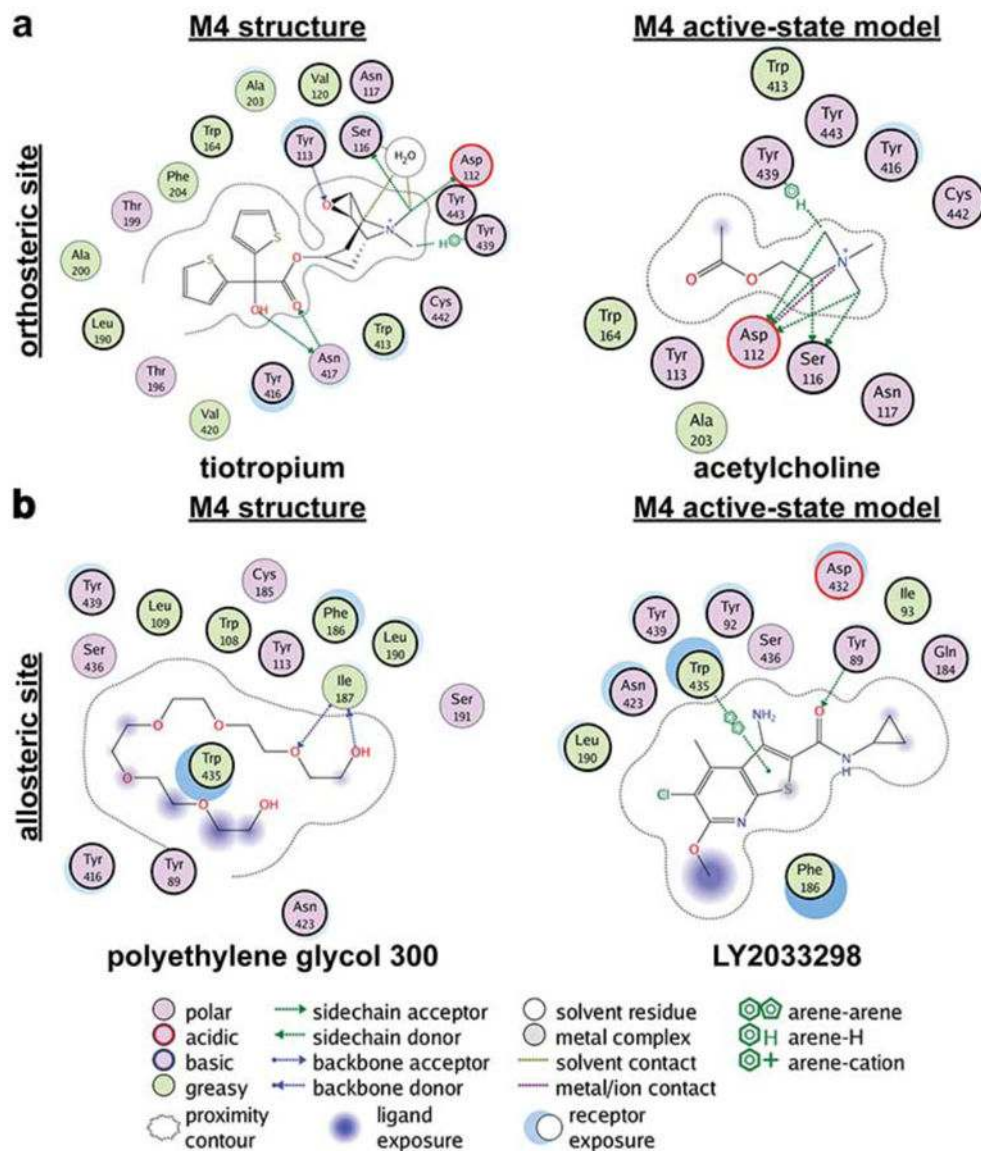 a
M4 structure
M4 active-state model
orthosteric site
Ala
203
Val
120
Asn
117
Trp
164
Tyr
113
Ser
116
H₂O
Asp
112
Phe
204
Tyr
443
Thr
199
Tyr
439
Ala
200
Cys
442
Leu
190
Trp
413
Thr
196
Tyr
416
Asn
417
Val
420
S
S
O
O
O
OH
N⁺
H
tiotropium
Trp
413
Tyr
443
Tyr
416
Tyr
439
Cys
442
H
N⁺
O
O
Trp
164
Asp
112
Tyr
113
Ser
116
Asn
117
Ala
203
acetylcholine
b
M4 structure
M4 active-state model
allosteric site
Tyr
439
Leu
109
Cys
185
Trp
108
Phe
186
Tyr
113
Leu
190
Ser
436
Ile
187
Ser
191
Trp
435
O
O
O
OH
O
O
OH
Tyr
416
Tyr
89
Asn
423
polyethylene glycol 300
Asp
432
Ile
93
Tyr
439
Tyr
92
Ser
436
Tyr
89
Gln
184
Asn
423
Trp
435
Leu
190
NH₂
O
N
H
S
Cl
N
O
Phe
186
LY2033298
polar
sidechain acceptor
solvent residue
arene-arene
acidic
sidechain donor
metal complex
H
arene-H
basic
backbone acceptor
solvent contact
+
arene-cation
greasy
backbone donor
metal/ion contact
proximity
contour
ligand
exposure
receptor
exposure